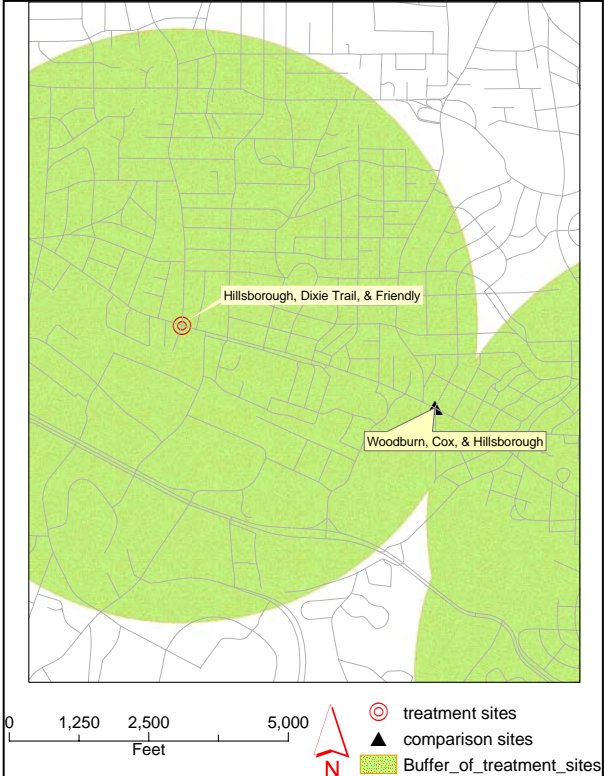 Hillsborough, Dixie Trail, & Friendly
Woodburn, Cox, & Hillsborough
0 1,250 2,500 5,000
Feet
N
treatment sites
comparison sites
Buffer_of_treatment_sites